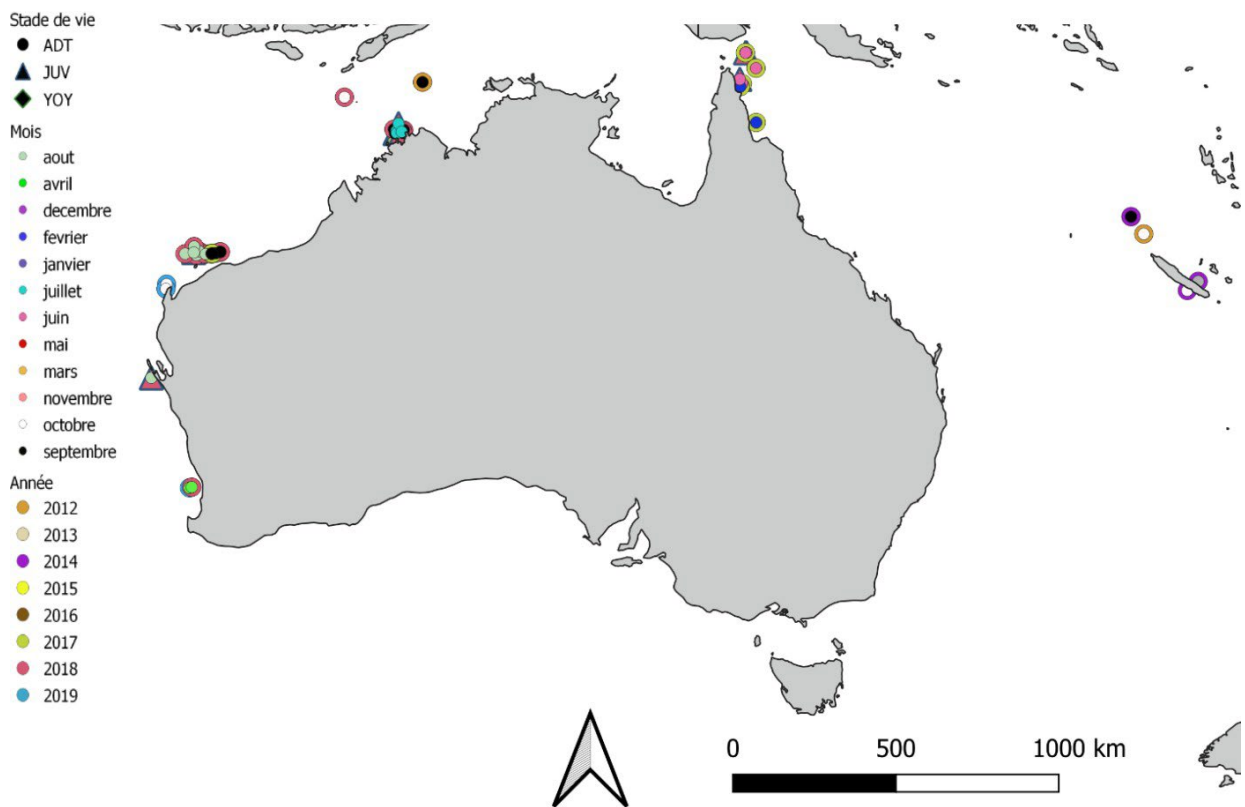 Stade de vie
ADT
JUV
YOY
Mois
aout
avril
decembre
fevrier
janvier
juillet
juin
mai
mars
novembre
octobre
septembre
Année
2012
2013
2014
2015
2016
2017
2018
2019
0 500 1000 km